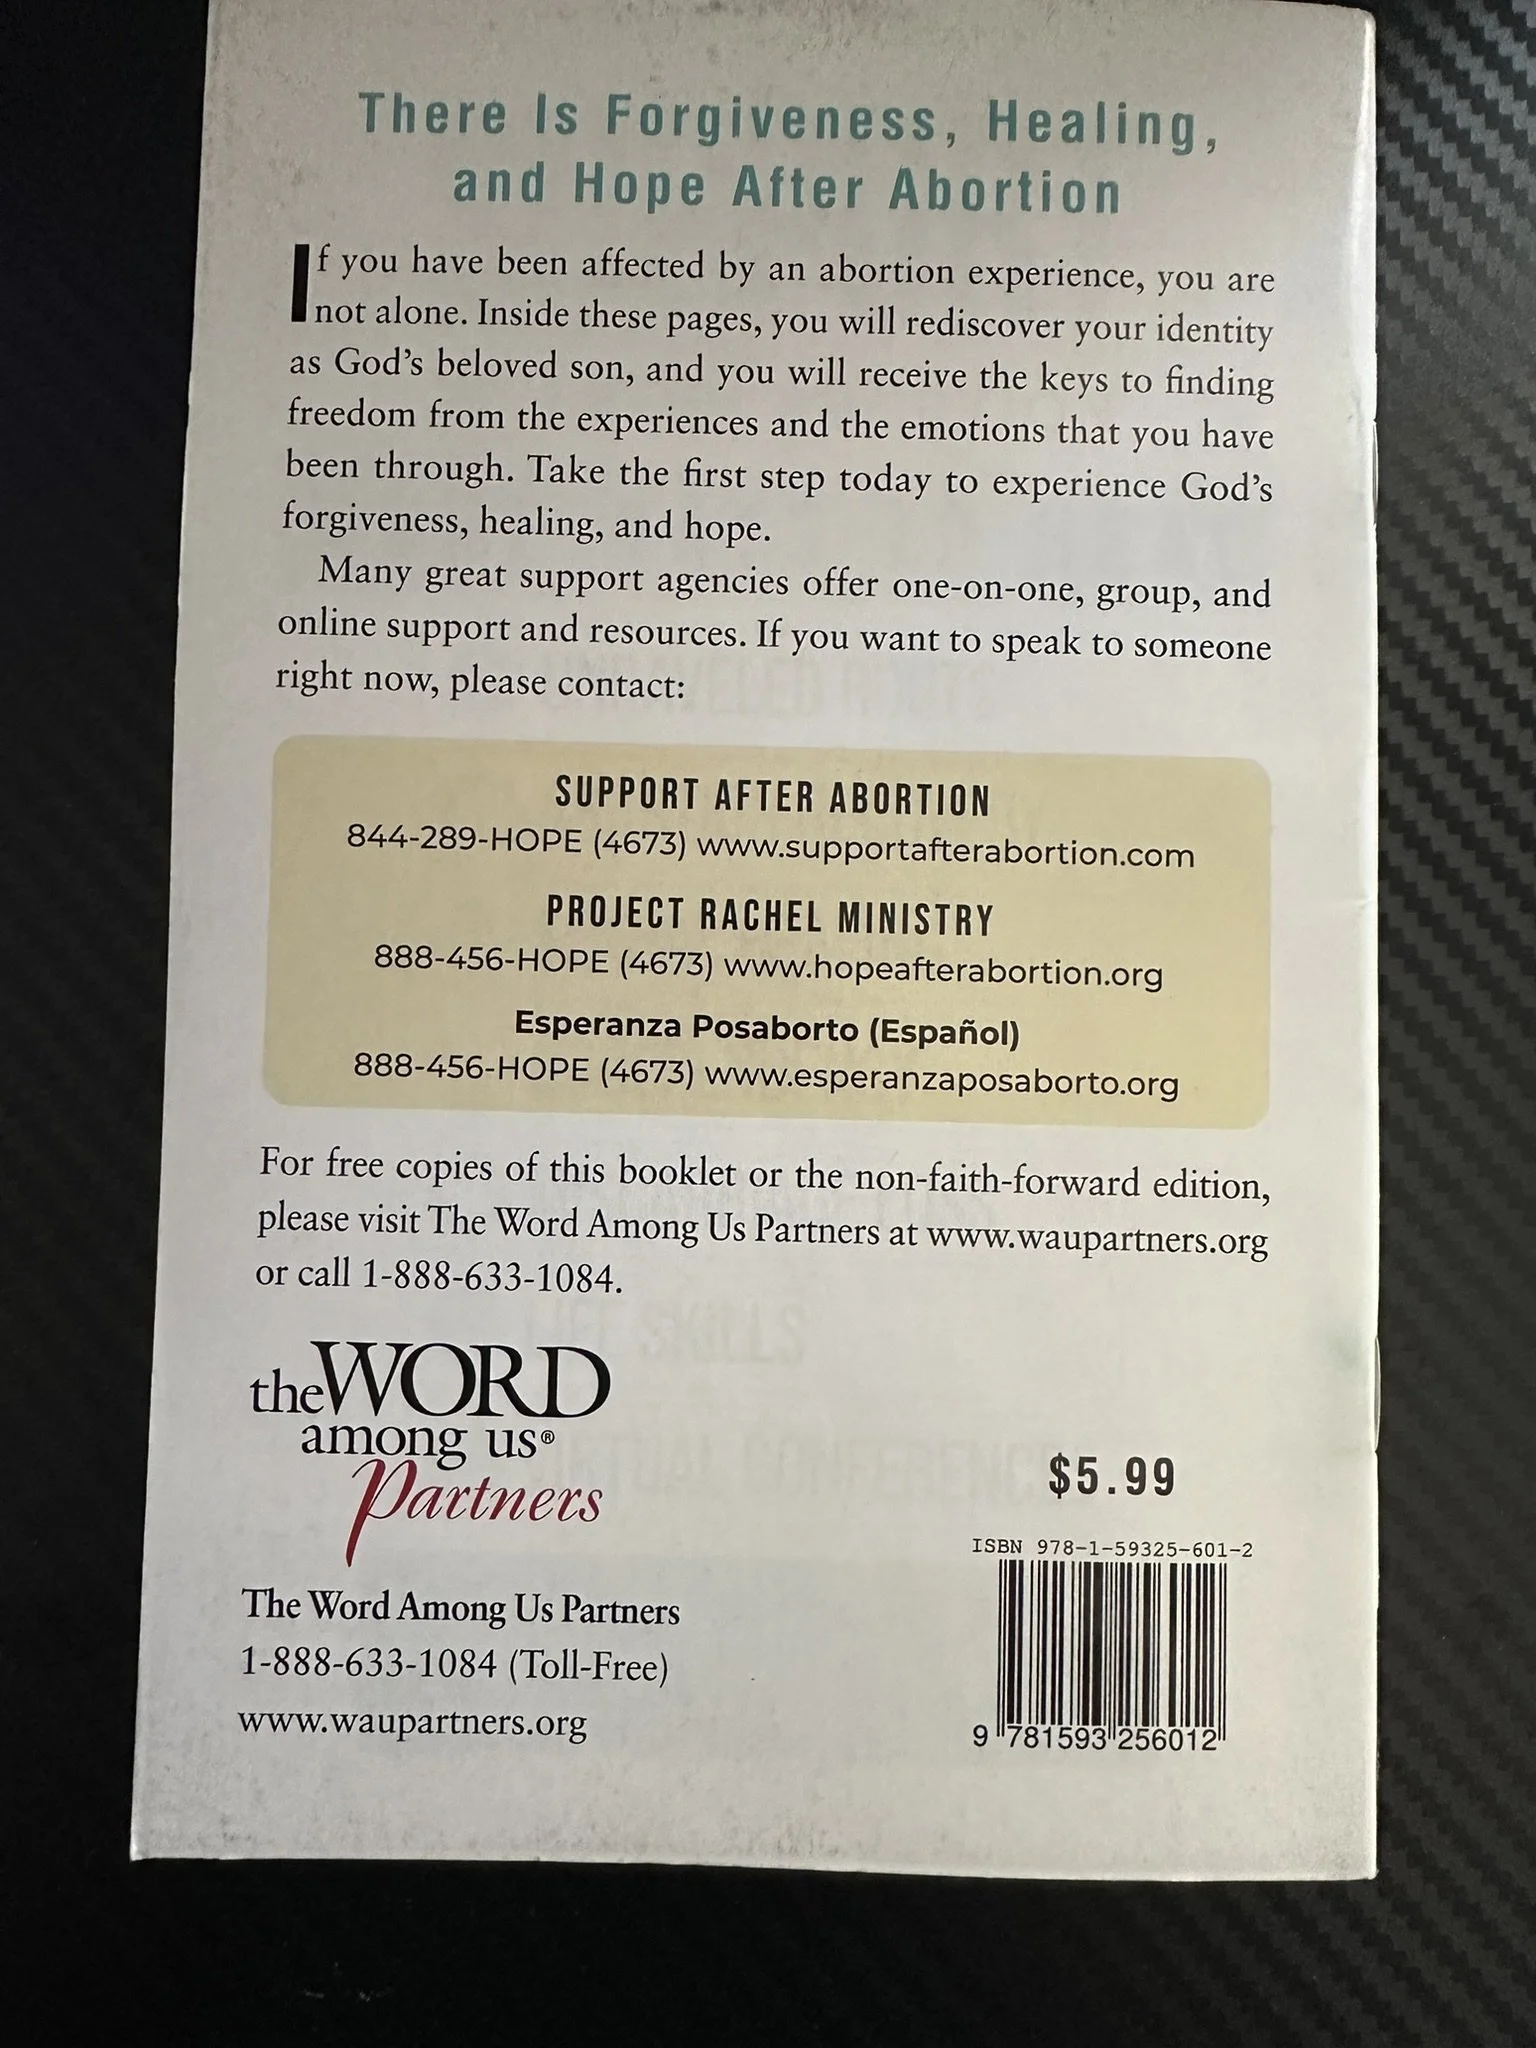 There Is Forgiveness, Healing,
and Hope After Abortion
If you have been affected by an abortion experience, you are
not alone. Inside these pages, you will rediscover your identity
as God's beloved son, and you will receive the keys to finding
freedom from the experiences and the emotions that you have
been through. Take the first step today to experience God's
forgiveness, healing, and hope.
Many great support agencies offer one-on-one, group, and
online support and resources. If you want to speak to someone
right now, please contact:
SUPPORT AFTER ABORTION
844-289-HOPE (4673) www.supportafterabortion.com
PROJECT RACHEL MINISTRY
888-456-HOPE (4673) www.hopeafterabortion.org
Esperanza Posaborto (Español)
888-456-HOPE (4673) www.esperanzaposaborto.org
For free copies of this booklet or the non-faith-forward edition,
please visit The Word Among Us Partners at www.waupartners.org
or call 1-888-633-1084.
the WORD
among us®
Partners
The Word Among Us Partners
1-888-633-1084 (Toll-Free)
www.waupartners.org
$5.99
ISBN 978-1-59325-601-2
9 781593 256012